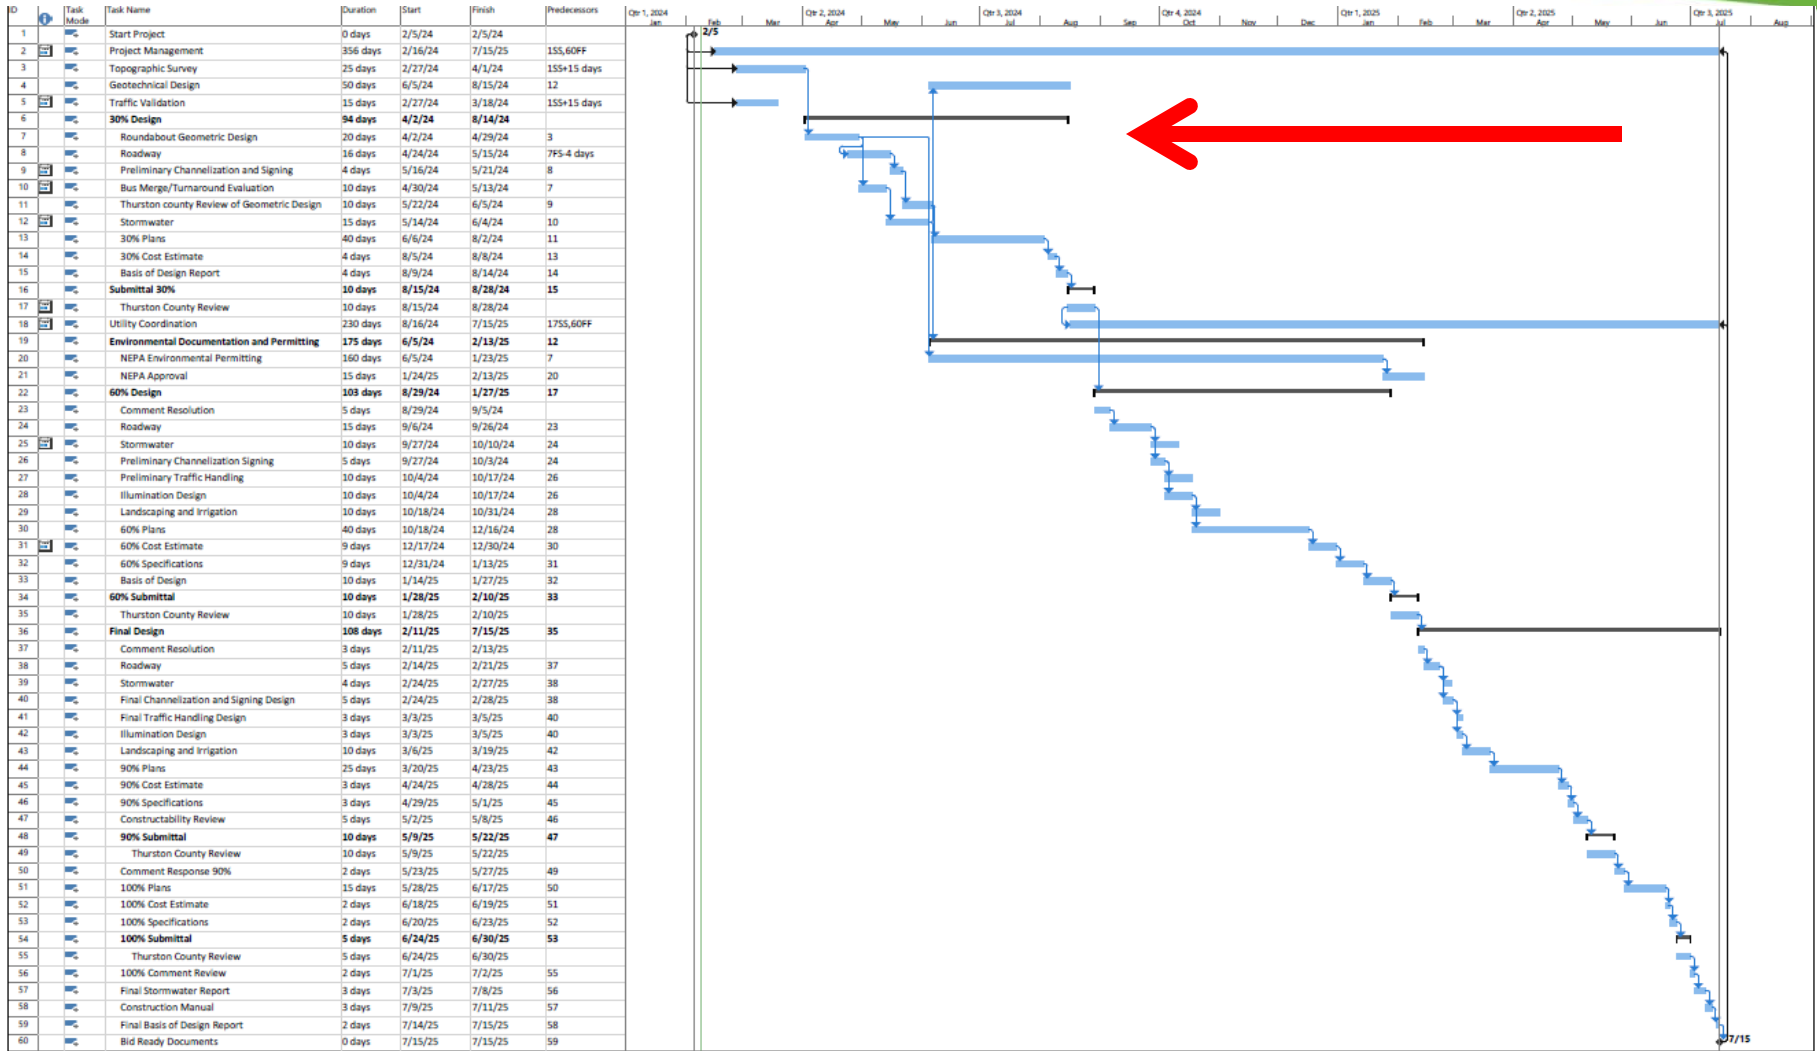 ID Task Mode Task Name Duration Start Finish Predecessors
Qtr 1, 2024 Qtr 2, 2024 Qtr 3, 2024 Qtr 4, 2024 Qtr 1, 2025 Qtr 2, 2025 Qtr 3, 2025
Jan Feb Mar Apr May Jun Jul Aug Sep Oct Nov Dec Jan Feb Mar Apr May Jun Jul Aug
1 Start Project 0 days 2/5/24 2/5/24 2/5
2 Project Management 356 days 2/16/24 7/15/25 1SS,60FF
3 Topographic Survey 25 days 2/27/24 4/1/24 1SS+15 days
4 Geotechnical Design 50 days 6/5/24 8/15/24 12
5 Traffic Validation 15 days 2/27/24 3/18/24 1SS+15 days
6 30% Design 94 days 4/2/24 8/14/24
7 Roundabout Geometric Design 20 days 4/2/24 4/29/24 3
8 Roadway 16 days 4/24/24 5/15/24 7FS-4 days
9 Preliminary Channelization and Signing 4 days 5/16/24 5/21/24 8
10 Bus Merge/Turnaround Evaluation 10 days 4/30/24 5/13/24 7
11 Thurston county Review of Geometric Design 10 days 5/22/24 6/5/24 9
12 Stormwater 15 days 5/14/24 6/4/24 10
13 30% Plans 40 days 6/6/24 8/2/24 11
14 30% Cost Estimate 4 days 8/5/24 8/8/24 13
15 Basis of Design Report 4 days 8/9/24 8/14/24 14
16 Submittal 30% 10 days 8/15/24 8/28/24 15
17 Thurston County Review 10 days 8/15/24 8/28/24
18 Utility Coordination 230 days 8/16/24 7/15/25 17SS,60FF
19 Environmental Documentation and Permitting 175 days 6/5/24 2/13/25 12
20 NEPA Environmental Permitting 160 days 6/5/24 1/23/25 7
21 NEPA Approval 15 days 1/24/25 2/13/25 20
22 60% Design 103 days 8/29/24 1/27/25 17
23 Comment Resolution 5 days 8/29/24 9/5/24
24 Roadway 15 days 9/6/24 9/26/24 23
25 Stormwater 10 days 9/27/24 10/10/24 24
26 Preliminary Channelization Signing 5 days 9/27/24 10/3/24 24
27 Preliminary Traffic Handling 10 days 10/4/24 10/17/24 26
28 Illumination Design 10 days 10/4/24 10/17/24 26
29 Landscaping and Irrigation 10 days 10/18/24 10/31/24 28
30 60% Plans 40 days 10/18/24 12/16/24 28
31 60% Cost Estimate 9 days 12/17/24 12/30/24 30
32 60% Specifications 9 days 12/31/24 1/13/25 31
33 Basis of Design 10 days 1/14/25 1/27/25 32
34 60% Submittal 10 days 1/28/25 2/10/25 33
35 Thurston County Review 10 days 1/28/25 2/10/25
36 Final Design 108 days 2/11/25 7/15/25 35
37 Comment Resolution 3 days 2/11/25 2/13/25
38 Roadway 5 days 2/14/25 2/21/25 37
39 Stormwater 4 days 2/24/25 2/27/25 38
40 Final Channelization and Signing Design 5 days 2/24/25 2/28/25 38
41 Final Traffic Handling Design 3 days 3/3/25 3/5/25 40
42 Illumination Design 3 days 3/3/25 3/5/25 40
43 Landscaping and Irrigation 10 days 3/6/25 3/19/25 42
44 90% Plans 25 days 3/20/25 4/23/25 43
45 90% Cost Estimate 3 days 4/24/25 4/28/25 44
46 90% Specifications 3 days 4/29/25 5/1/25 45
47 Constructability Review 5 days 5/2/25 5/8/25 46
48 90% Submittal 10 days 5/9/25 5/22/25 47
49 Thurston County Review 10 days 5/9/25 5/22/25
50 Comment Response 90% 2 days 5/23/25 5/27/25 49
51 100% Plans 15 days 5/28/25 6/17/25 50
52 100% Cost Estimate 2 days 6/18/25 6/19/25 51
53 100% Specifications 2 days 6/20/25 6/23/25 52
54 100% Submittal 5 days 6/24/25 6/30/25 53
55 Thurston County Review 5 days 6/24/25 6/30/25
56 100% Comment Review 2 days 7/1/25 7/2/25 55
57 Final Stormwater Report 3 days 7/3/25 7/8/25 56
58 Construction Manual 3 days 7/9/25 7/11/25 57
59 Final Basis of Design Report 2 days 7/14/25 7/15/25 58
60 Bid Ready Documents 0 days 7/15/25 7/15/25 59 7/15